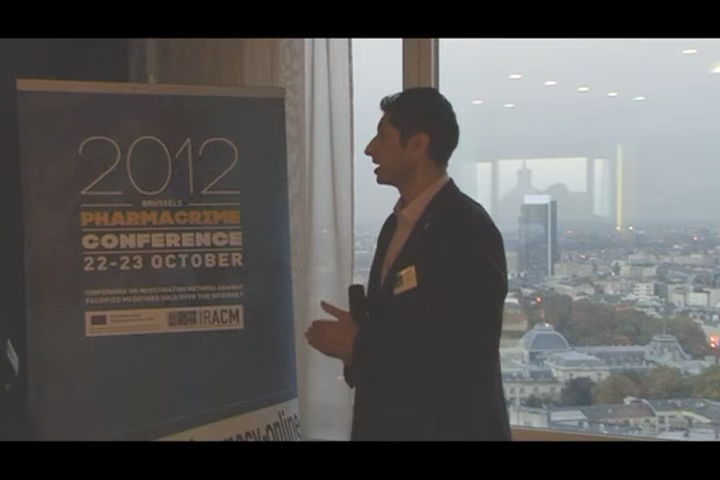 2012
BRUSSELS
PHARMACRIME
CONFERENCE
22-23 OCTOBER
CONFERENCE ON INVESTIGATION METHODS AGAINST
FALSIFIED MEDICINES SOLD OVER THE INTERNET
IRACM